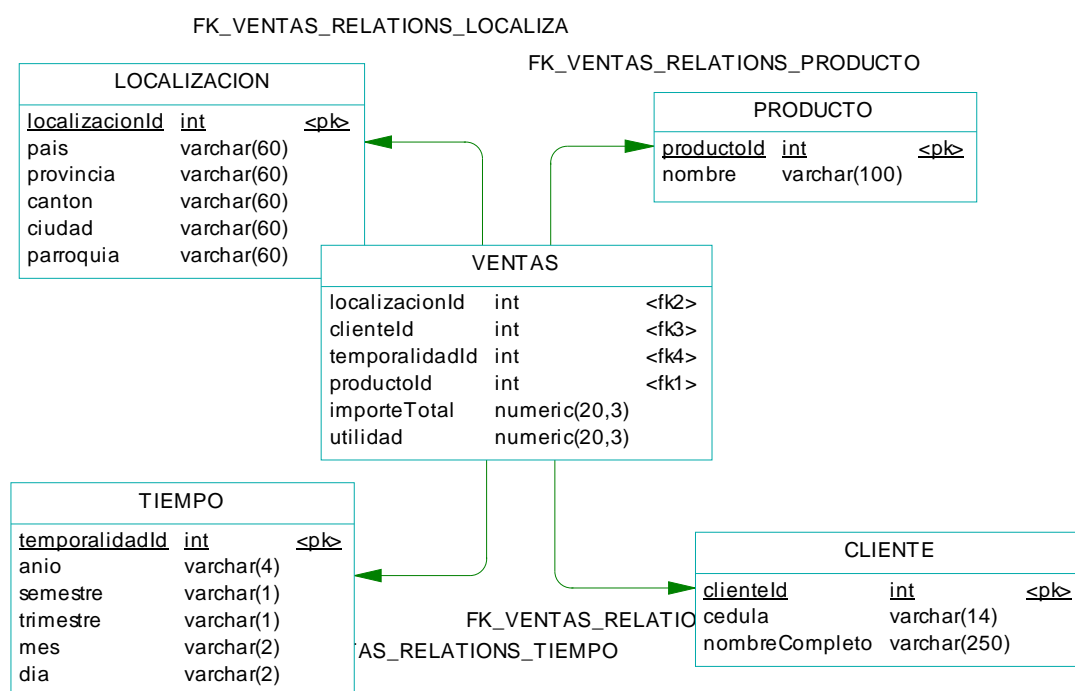 FK_VENTAS_RELATIONS_LOCALIZA
FK_VENTAS_RELATIONS_PRODUCTO
LOCALIZACION
localizacionId int <pk>
pais varchar(60)
provincia varchar(60)
canton varchar(60)
ciudad varchar(60)
parroquia varchar(60)
PRODUCTO
productoId int <pk>
nombre varchar(100)
VENTAS
localizacionId int <fk2>
clienteId int <fk3>
temporalidadId int <fk4>
productoId int <fk1>
importeTotal numeric(20,3)
utilidad numeric(20,3)
TIEMPO
temporalidadId int <pk>
anio varchar(4)
semestre varchar(1)
trimestre varchar(1)
mes varchar(2)
dia varchar(2)
CLIENTE
clienteId int <pk>
cedula varchar(14)
nombreCompleto varchar(250)
FK_VENTAS_RELATIO
AS_RELATIONS_TIEMPO